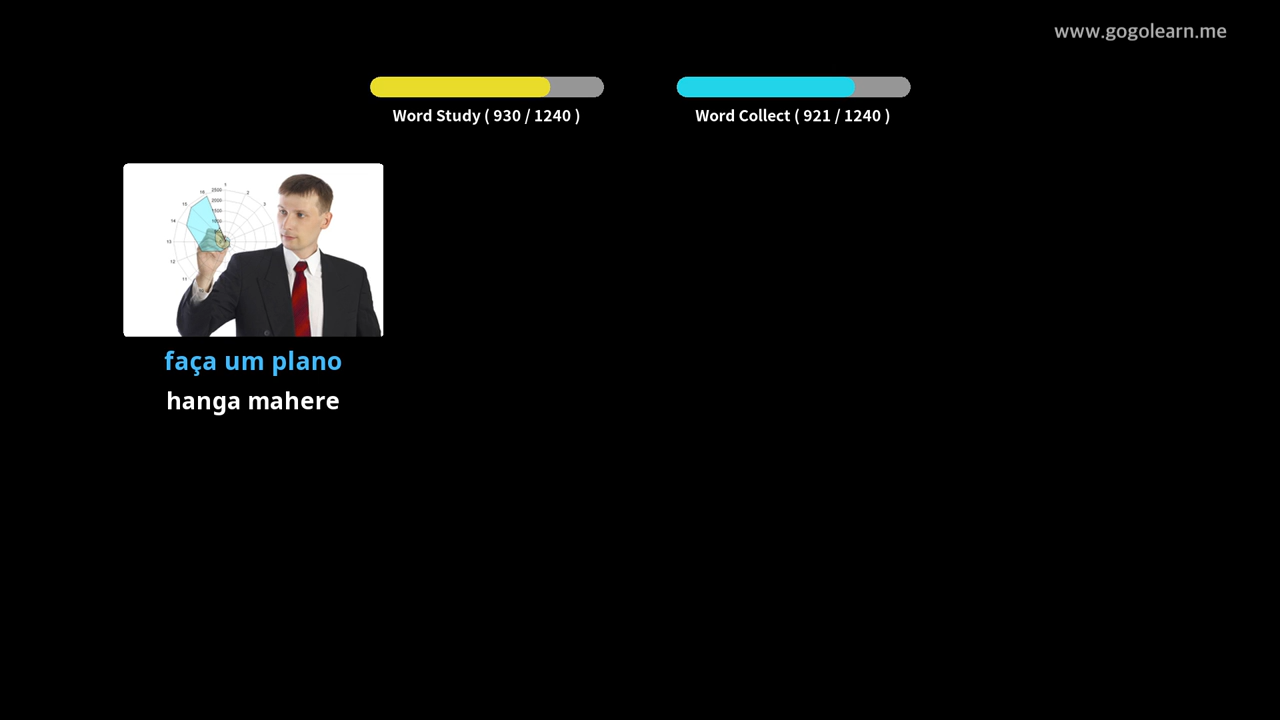 www.gogolearn.me
Word Study ( 930 / 1240 )
Word Collect ( 921 / 1240 )
faça um plano
hanga mahere